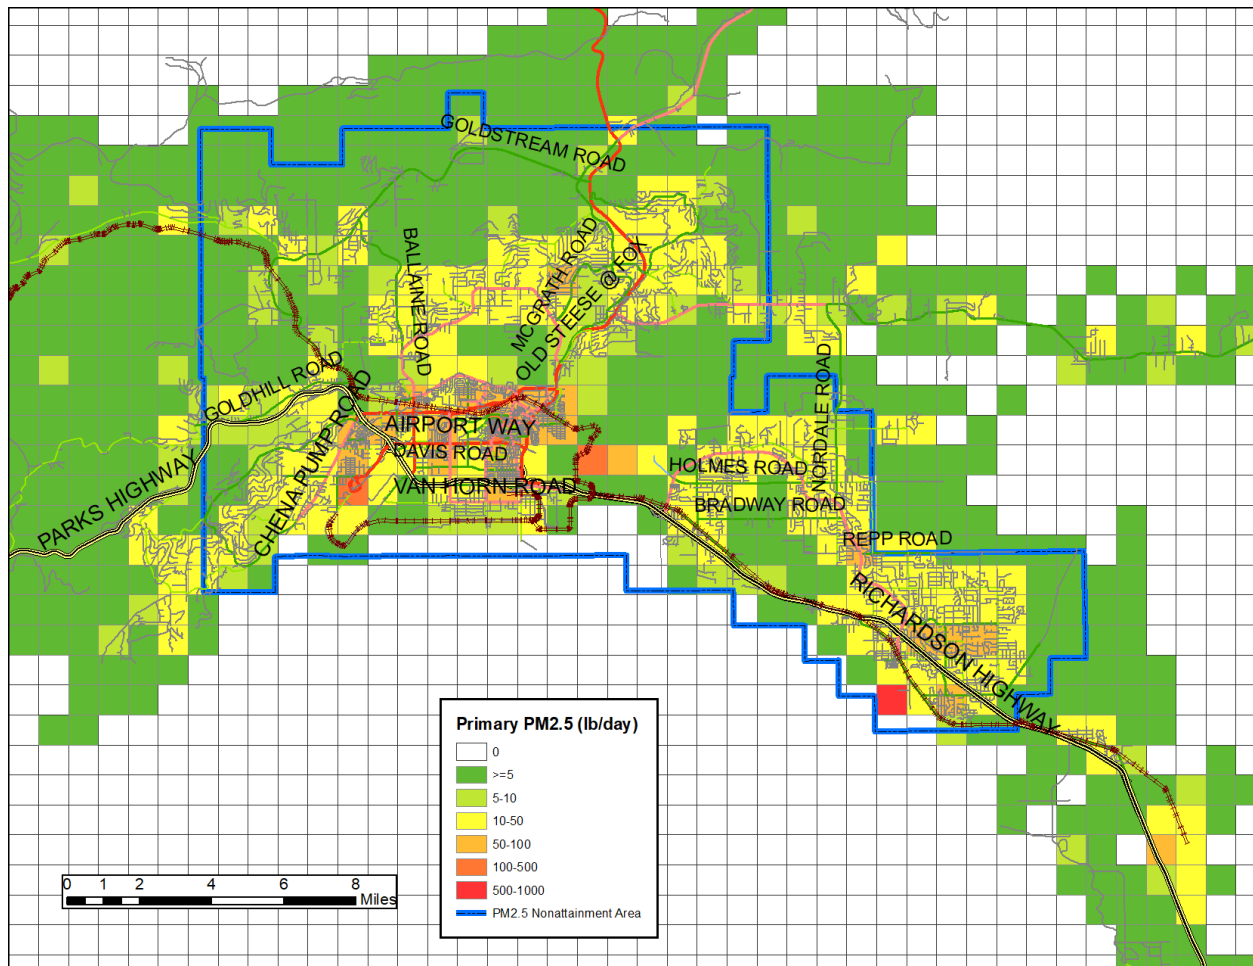 GOLDSTREAM ROAD
BALLAINE ROAD
MCGRATH ROAD
OLD STEESE @ FOX
GOLDHILL ROAD
CHENA PUMP ROAD
AIRPORT WAY
DAVIS ROAD
VAN HORN ROAD
PARKS HIGHWAY
NORDALE ROAD
HOLMES ROAD
BRADWAY ROAD
REPP ROAD
RICHARDSON HIGHWAY
Primary PM2.5 (lb/day)
0
>=5
5-10
10-50
50-100
100-500
500-1000
PM2.5 Nonattainment Area
0 1 2 4 6 8
Miles